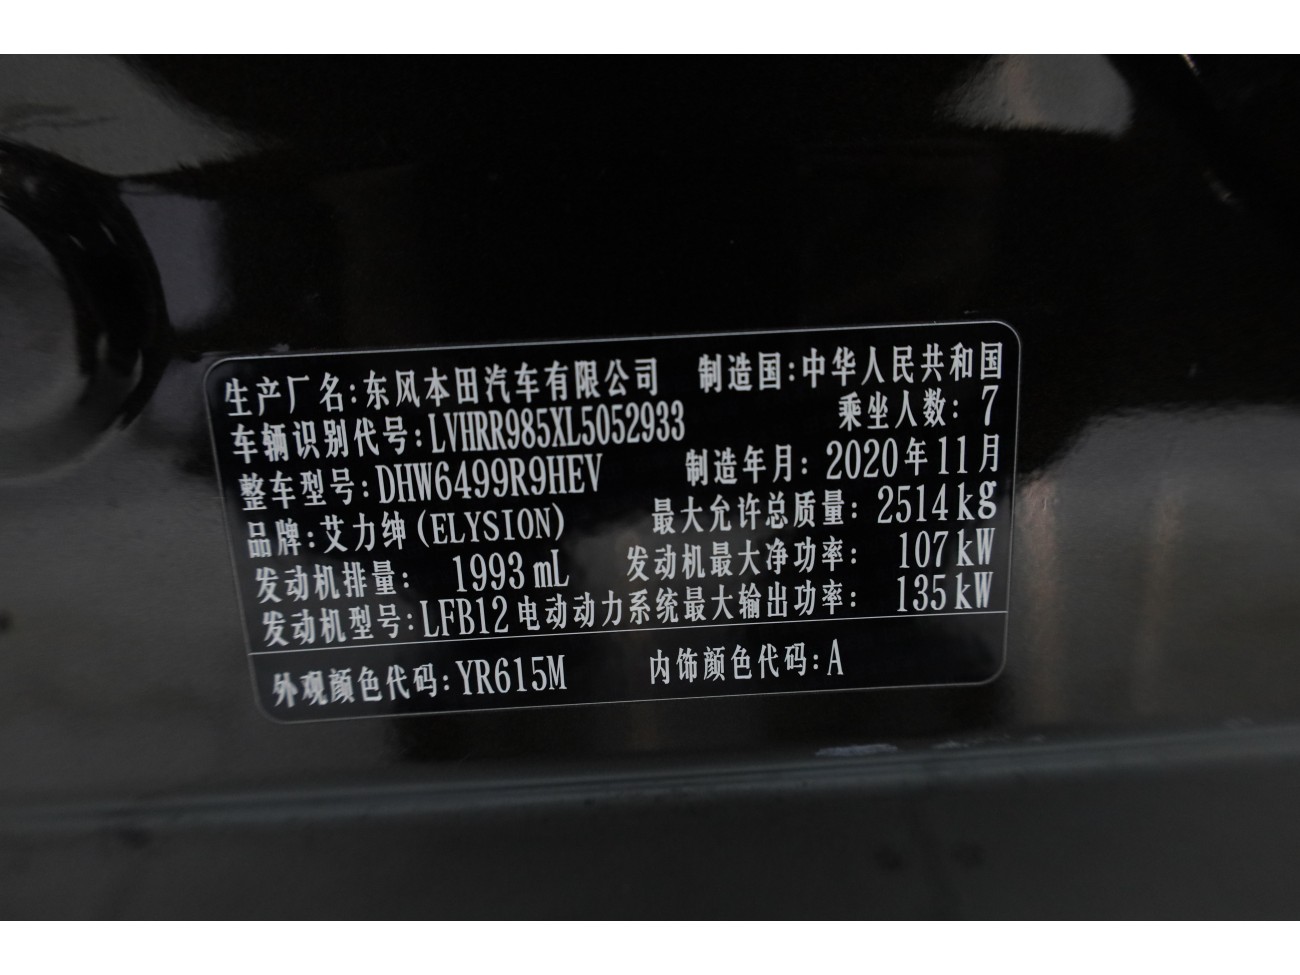 生产厂名:东风本田汽车有限公司 制造国:中华人民共和国
车辆识别代号:LVHRR985XL5052933 乘坐人数: 7
整车型号:DHW6499R9HEV 制造年月: 2020年11月
品牌:艾力绅(ELYSION) 最大允许总质量: 2514kg
发动机排量: 1993mL 发动机最大净功率: 107kW
发动机型号:LFB12 电动动力系统最大输出功率: 135kW
外观颜色代码:YR615M 内饰颜色代码:A